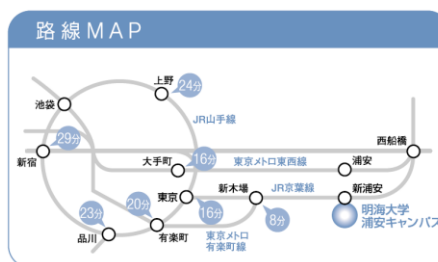 路線MAP
上野
24分
池袋
JR山手線
29分
新宿
西船橋
大手町
16分
東京メトロ東西線
浦安
東京
16分
新木場
JR京葉線
新浦安
8分
23分
20分
品川
有楽町
東京メトロ
有楽町線
明海大学
浦安キャンパス